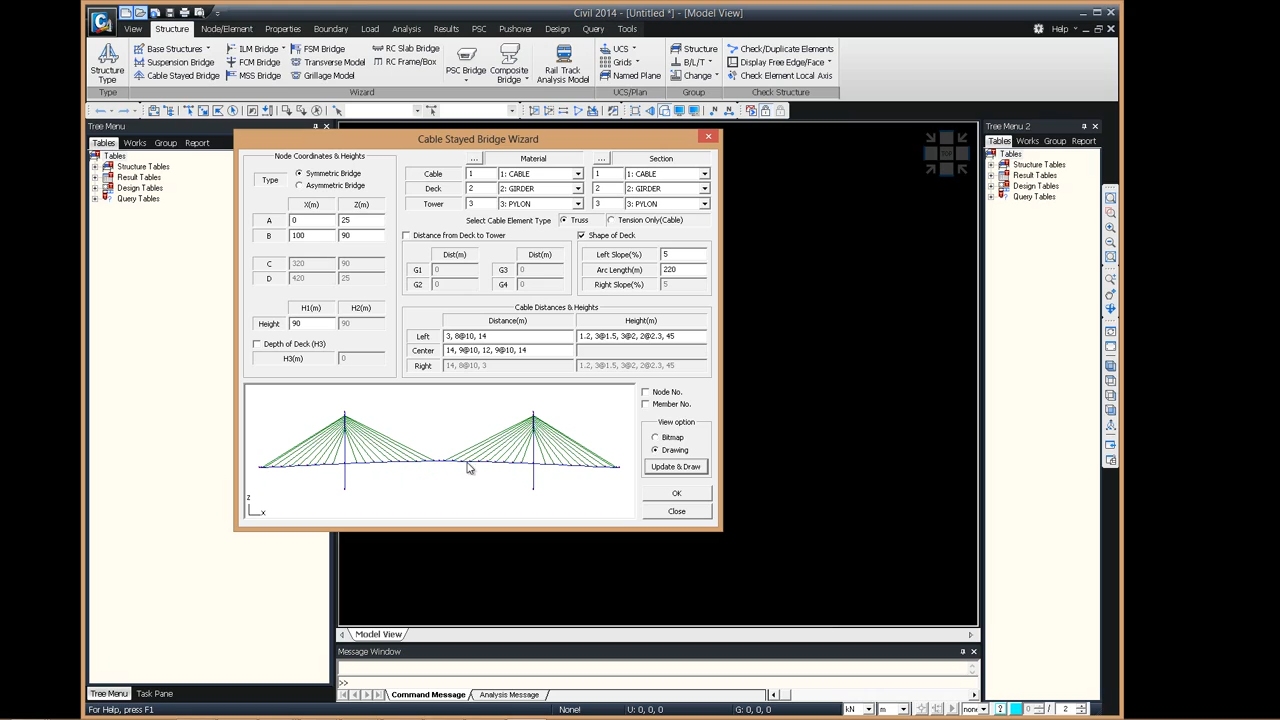 Civil 2014 - [Untitled *] - [Model View]
View Structure Node/Element Properties Boundary Load Analysis Results PSC Pushover Design Query Tools Help
Base Structures ILM Bridge FSM Bridge RC Slab Bridge
Suspension Bridge FCM Bridge Transverse Model RC Frame/Box
Cable Stayed Bridge MSS Bridge Grillage Model
Structure Type
PSC Bridge
Composite Bridge
Rail Track Analysis Model
UCS Structure Check/Duplicate Elements
Grids B/L/T Display Free Edge/Face
Named Plane Change Check Element Local Axis
Type Wizard UCS/Plan Group Check Structure
Tree Menu
Tables Works Group Report
Tables
Structure Tables
Result Tables
Design Tables
Query Tables
Cable Stayed Bridge Wizard
Node Coordinates & Heights
Type Symmetric Bridge
Asymmetric Bridge
X(m) Z(m)
A 0 25
B 100 90
C 320 90
D 420 25
H1(m) H2(m)
Height 90 90
Depth of Deck (H3)
H3(m) 0
... Material ... Section
Cable 1 1: CABLE 1 1: CABLE
Deck 2 2: GIRDER 2 2: GIRDER
Tower 3 3: PYLON 3 3: PYLON
Select Cable Element Type Truss Tension Only(Cable)
Distance from Deck to Tower
Dist(m) Dist(m)
G1 0 G3 0
G2 0 G4 0
Shape of Deck
Left Slope(%) 5
Arc Length(m) 220
Right Slope(%) 5
Cable Distances & Heights
Distance(m) Height(m)
Left 3, 8@10, 14 1.2, 3@1.5, 3@2, 2@2.3, 45
Center 14, 9@10, 12, 9@10, 14
Right 14, 8@10, 3 1.2, 3@1.5, 3@2, 2@2.3, 45
z
x
Node No.
Member No.
View option
Bitmap
Drawing
Update & Draw
OK
Close
Tree Menu 2
Tables Works Group Report
Tables
Structure Tables
Result Tables
Design Tables
Query Tables
Model View
Message Window
>>
Command Message Analysis Message
Tree Menu Task Pane
For Help, press F1 None! U: 0, 0, 0 G: 0, 0, 0 kN m none 0 / 2